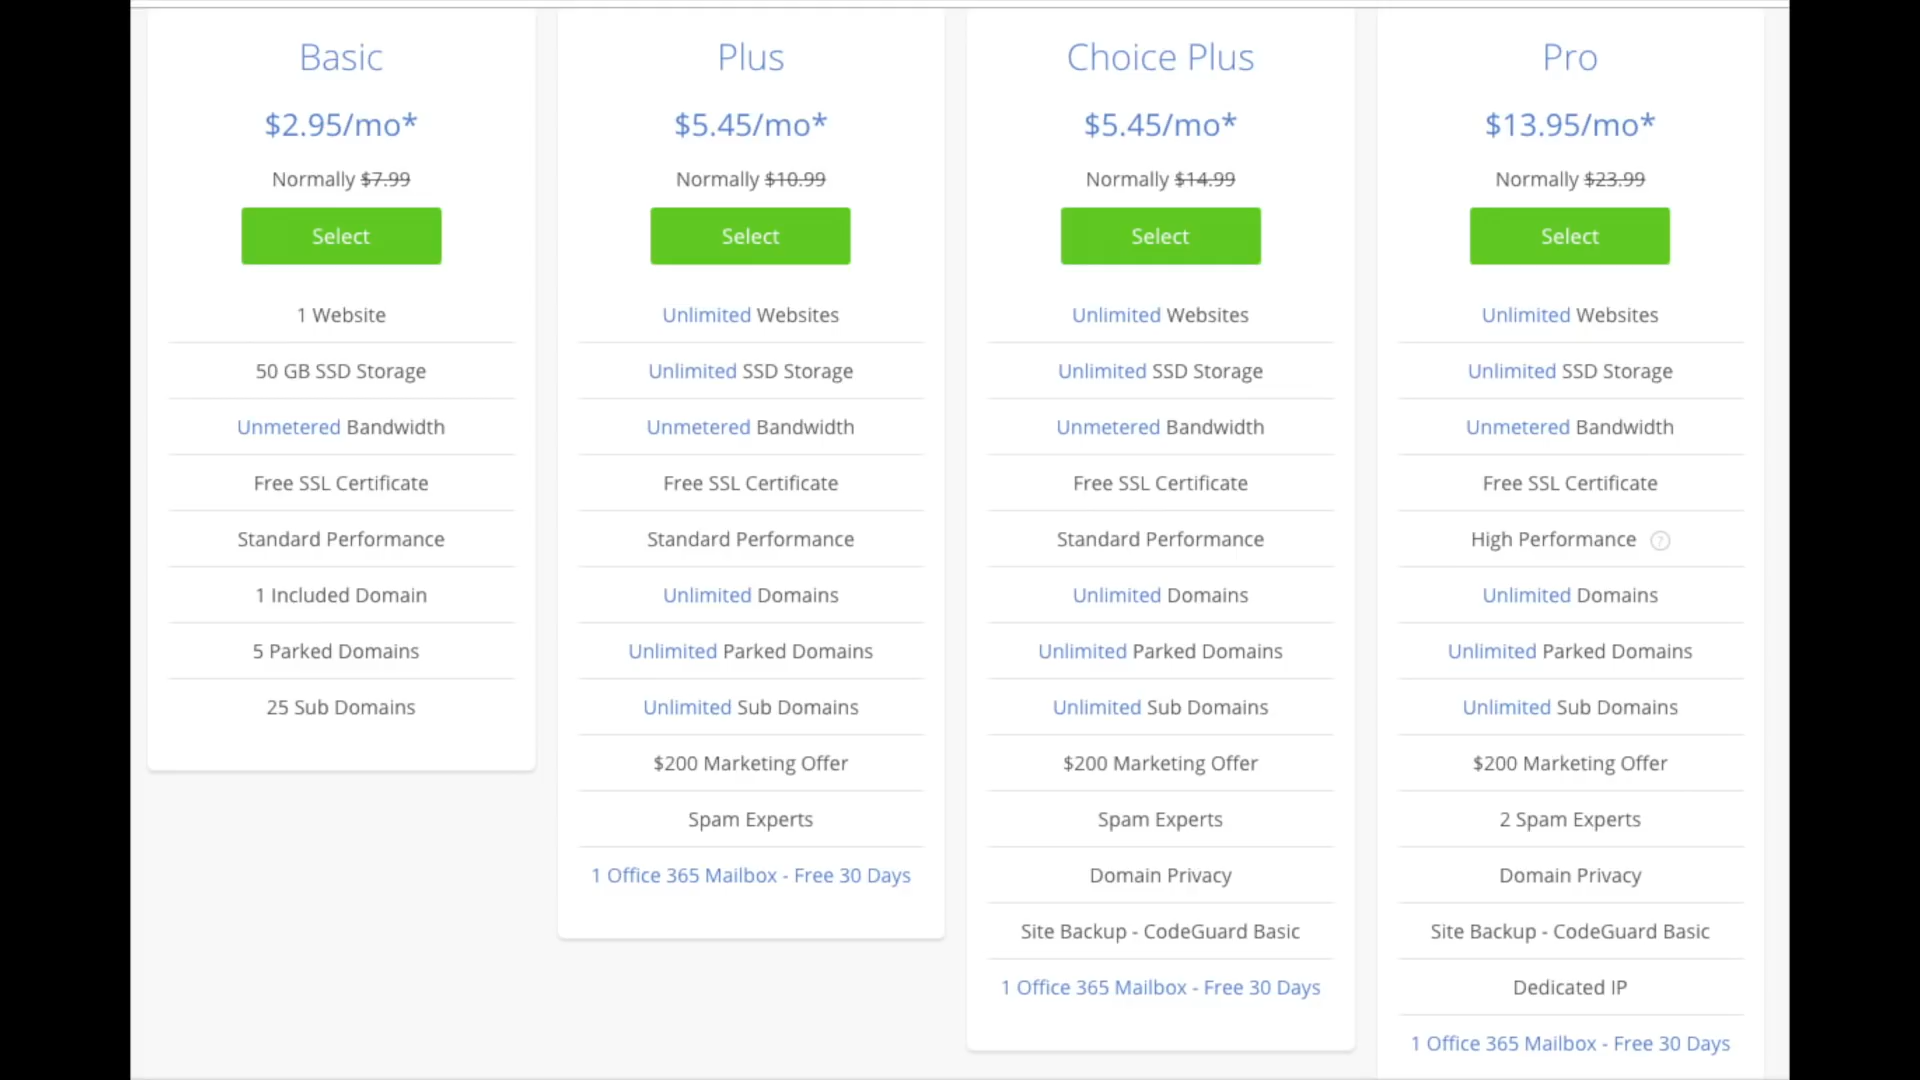 Basic
$2.95/mo*
Normally $7.99
Select
1 Website
50 GB SSD Storage
Unmetered Bandwidth
Free SSL Certificate
Standard Performance
1 Included Domain
5 Parked Domains
25 Sub Domains
Plus
$5.45/mo*
Normally $10.99
Select
Unlimited Websites
Unlimited SSD Storage
Unmetered Bandwidth
Free SSL Certificate
Standard Performance
Unlimited Domains
Unlimited Parked Domains
Unlimited Sub Domains
$200 Marketing Offer
Spam Experts
1 Office 365 Mailbox - Free 30 Days
Choice Plus
$5.45/mo*
Normally $14.99
Select
Unlimited Websites
Unlimited SSD Storage
Unmetered Bandwidth
Free SSL Certificate
Standard Performance
Unlimited Domains
Unlimited Parked Domains
Unlimited Sub Domains
$200 Marketing Offer
Spam Experts
Domain Privacy
Site Backup - CodeGuard Basic
1 Office 365 Mailbox - Free 30 Days
Pro
$13.95/mo*
Normally $23.99
Select
Unlimited Websites
Unlimited SSD Storage
Unmetered Bandwidth
Free SSL Certificate
High Performance ?
Unlimited Domains
Unlimited Parked Domains
Unlimited Sub Domains
$200 Marketing Offer
2 Spam Experts
Domain Privacy
Site Backup - CodeGuard Basic
Dedicated IP
1 Office 365 Mailbox - Free 30 Days